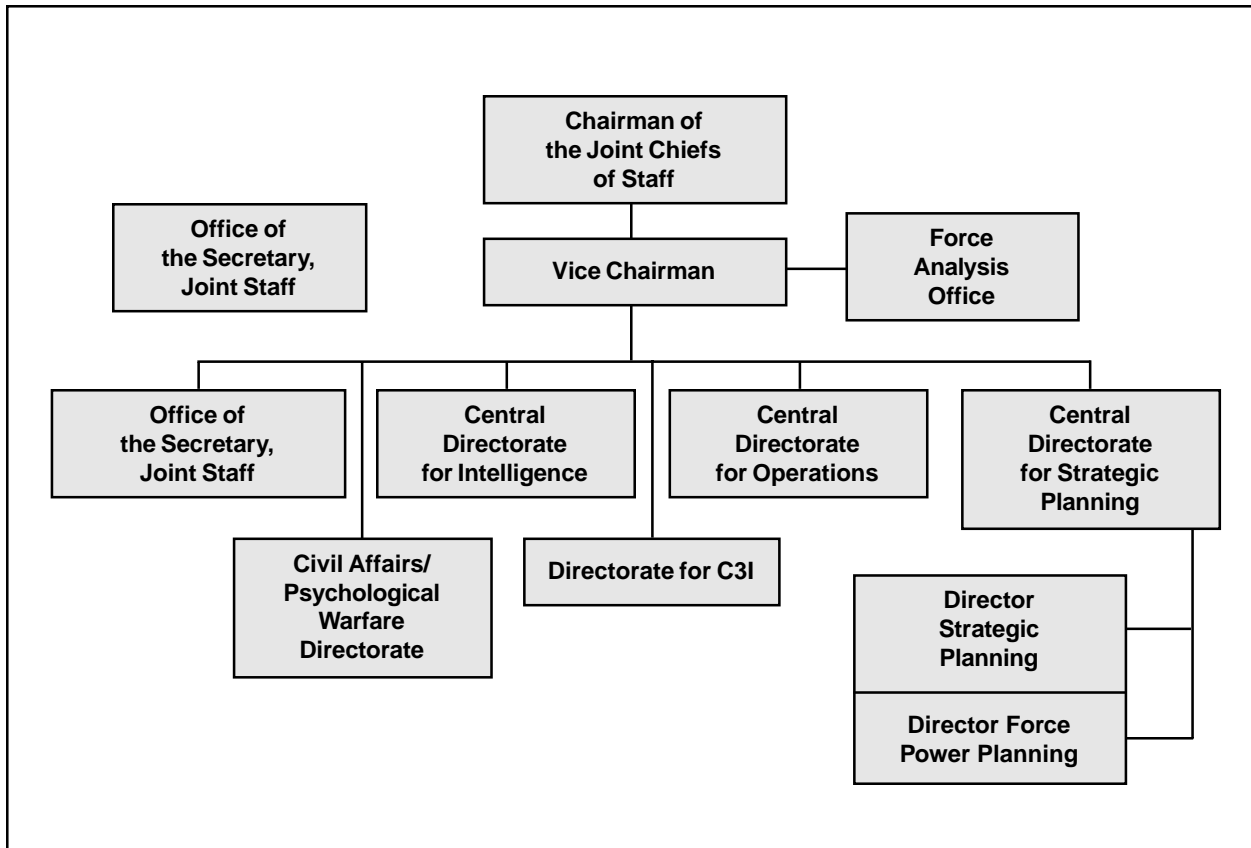 Chairman of
the Joint Chiefs
of Staff
Office of
the Secretary,
Joint Staff
Vice Chairman
Force
Analysis
Office
Office of
the Secretary,
Joint Staff
Central
Directorate
for Intelligence
Central
Directorate
for Operations
Central
Directorate
for Strategic
Planning
Civil Affairs/
Psychological
Warfare
Directorate
Directorate for C3I
Director
Strategic
Planning
Director Force
Power Planning